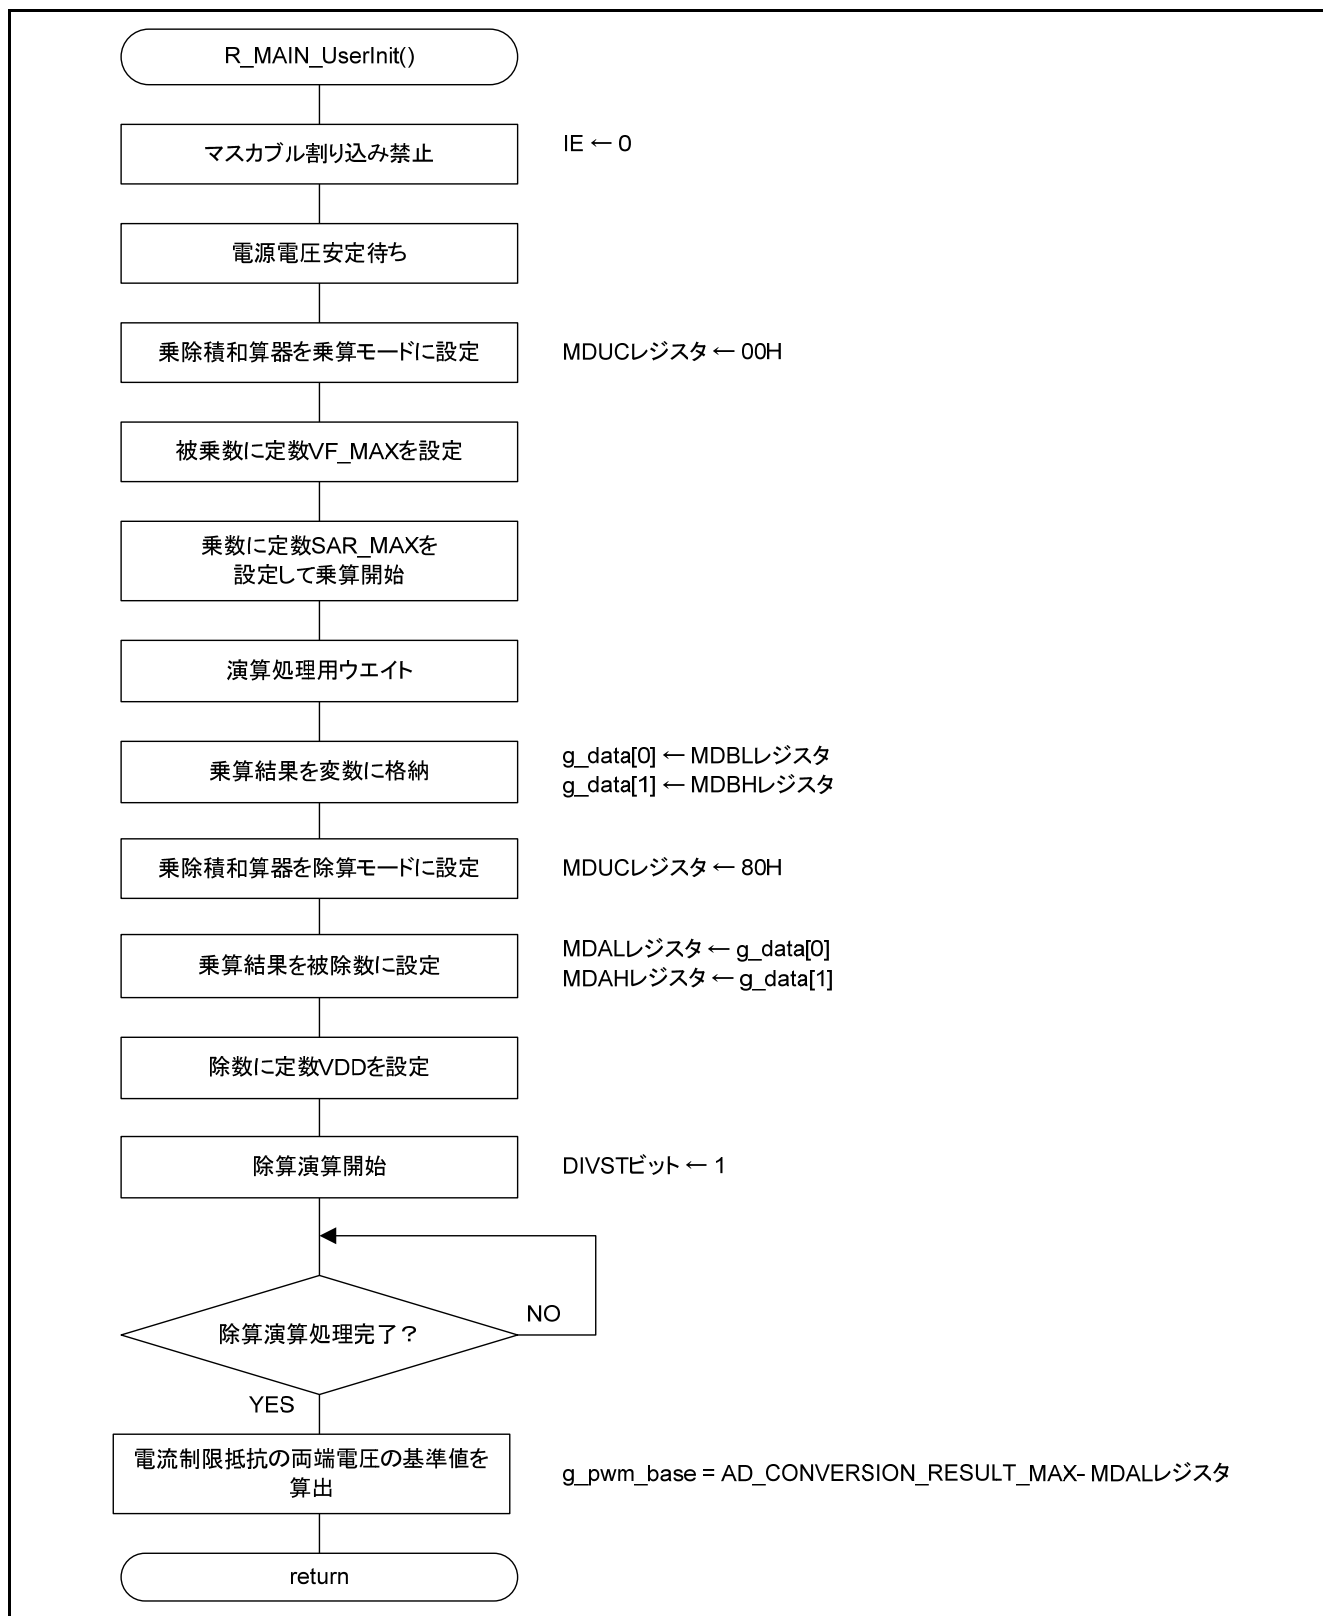 R_MAIN_UserInit()
マスカブル割り込み禁止
IE ← 0
電源電圧安定待ち
乗除積和算器を乗算モードに設定
MDUCレジスタ ← 00H
被乗数に定数VF_MAXを設定
乗数に定数SAR_MAXを
設定して乗算開始
演算処理用ウエイト
乗算結果を変数に格納
g_data[0] ← MDBLレジスタ
g_data[1] ← MDBHレジスタ
乗除積和算器を除算モードに設定
MDUCレジスタ ← 80H
乗算結果を被除数に設定
MDALレジスタ ← g_data[0]
MDAHレジスタ ← g_data[1]
除数に定数VDDを設定
除算演算開始
DIVSTビット ← 1
除算演算処理完了？
NO
YES
電流制限抵抗の両端電圧の基準値を
算出
g_pwm_base = AD_CONVERSION_RESULT_MAX- MDALレジスタ
return